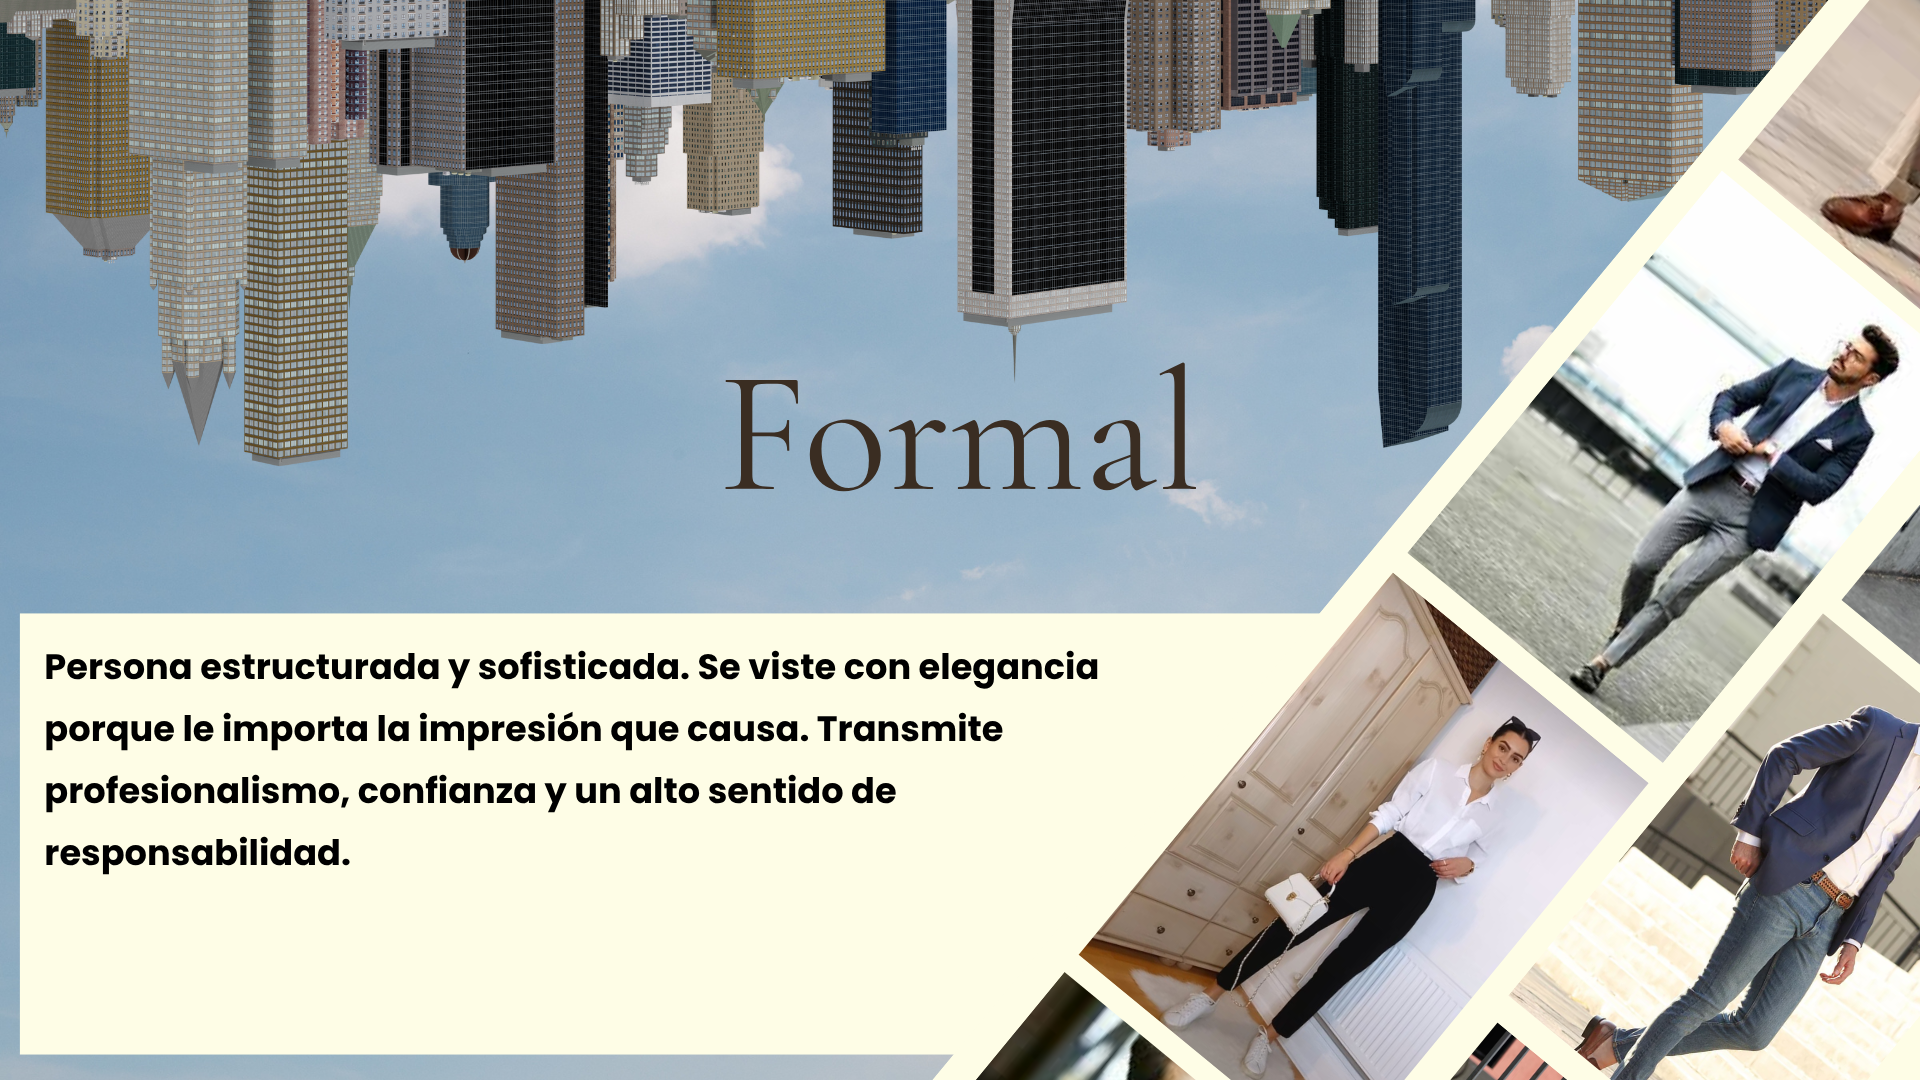 Formal
Persona estructurada y sofisticada. Se viste con elegancia
porque le importa la impresión que causa. Transmite
profesionalismo, confianza y un alto sentido de
responsabilidad.